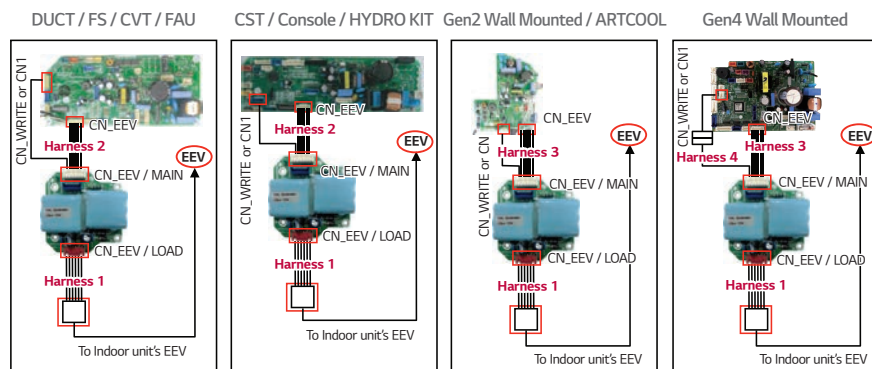 DUCT / FS / CVT / FAU
CN_WRITE or CN1
CN_EEV
Harness 2
EEV
CN_EEV / MAIN
CN_EEV / LOAD
Harness 1
To Indoor unit's EEV
CST / Console / HYDRO KIT
CN_WRITE or CN1
CN_EEV
Harness 2
EEV
CN_EEV / MAIN
CN_EEV / LOAD
Harness 1
To Indoor unit's EEV
Gen2 Wall Mounted / ARTCOOL
CN_WRITE or CN
CN_EEV
Harness 3
EEV
CN_EEV / MAIN
CN_EEV / LOAD
Harness 1
To Indoor unit's EEV
Gen4 Wall Mounted
CN_WRITE or CN1
CN_EEV
Harness 4
Harness 3
EEV
CN_EEV / MAIN
CN_EEV / LOAD
Harness 1
To Indoor unit's EEV